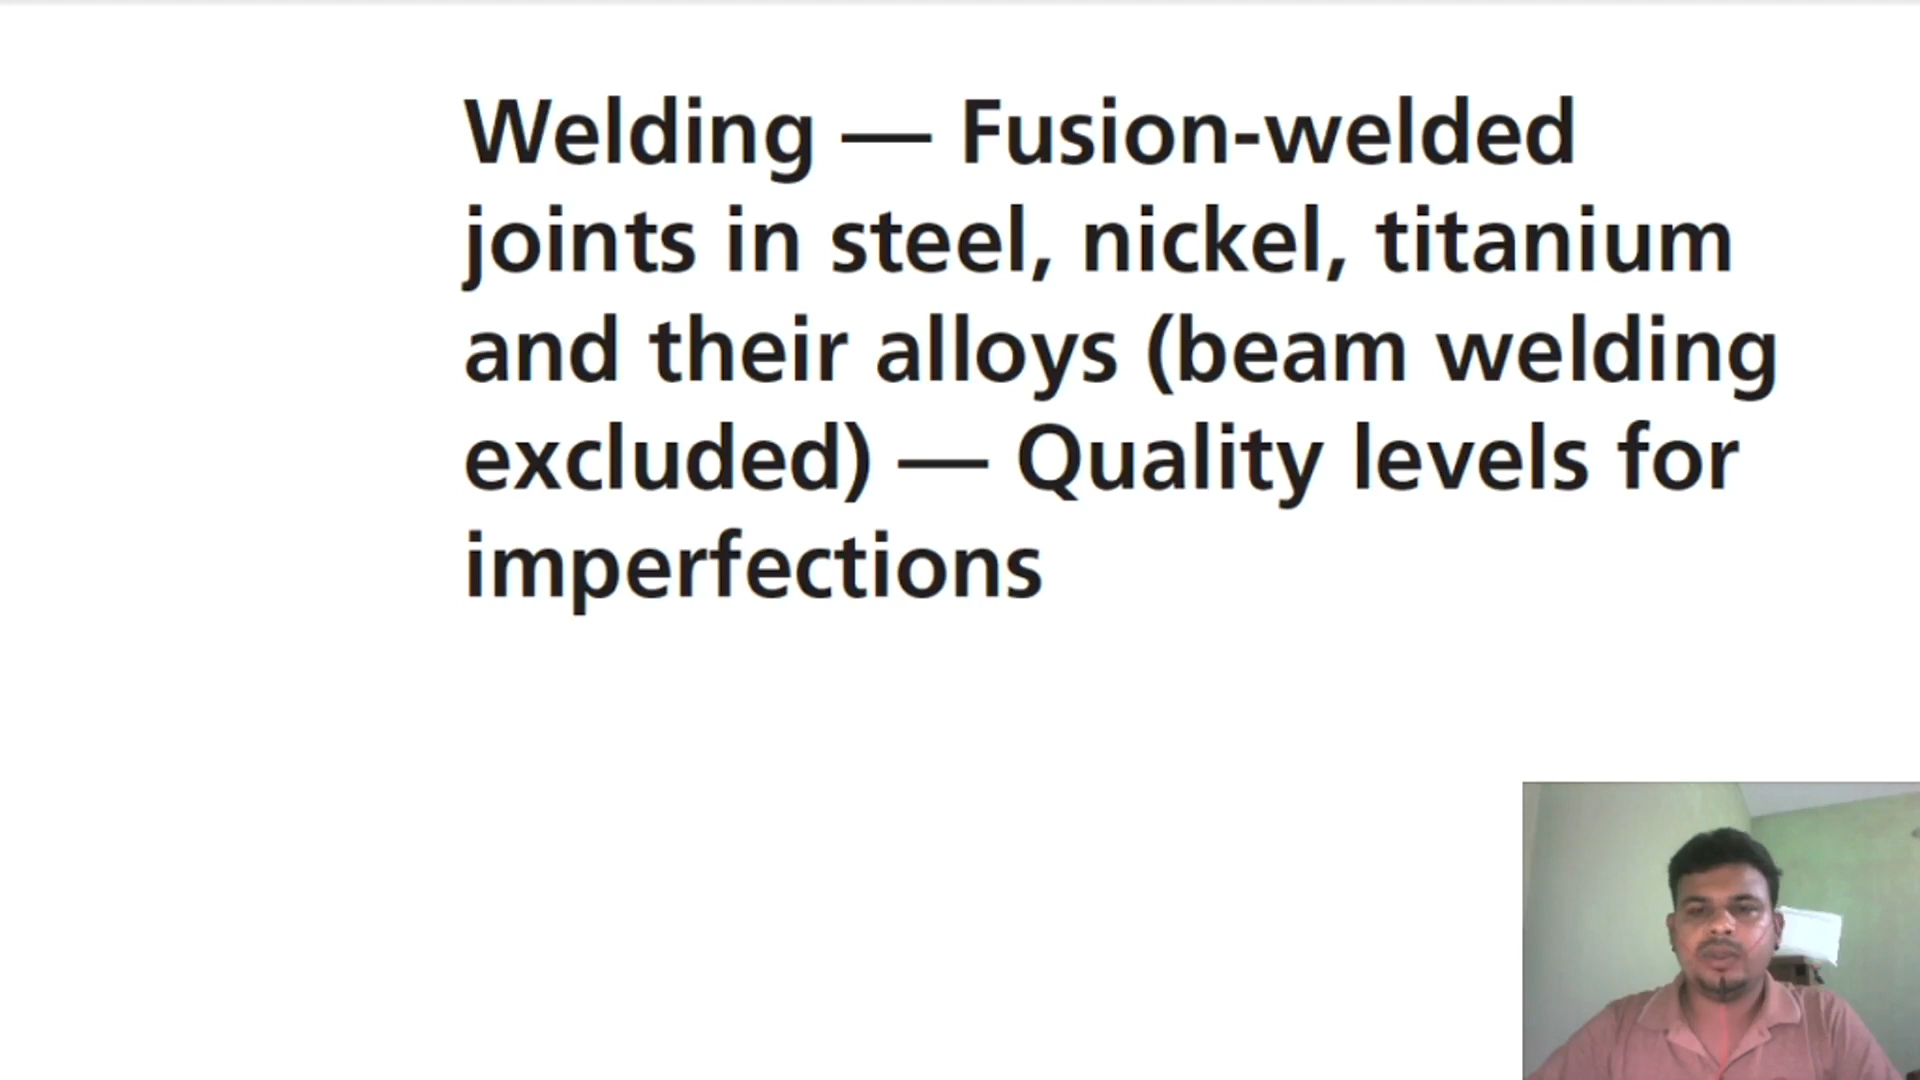 Welding — Fusion-welded
joints in steel, nickel, titanium
and their alloys (beam welding
excluded) — Quality levels for
imperfections